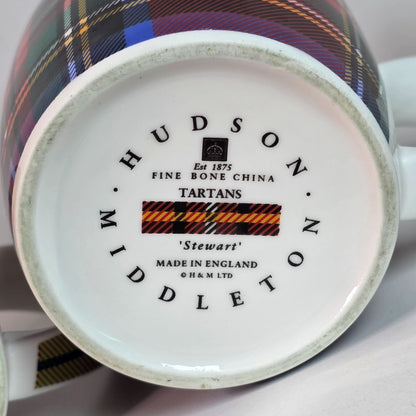 · HUDSON ·
Est 1875
FINE BONE CHINA
TARTANS
'Stewart'
MADE IN ENGLAND
© H & M LTD
MIDDLETON